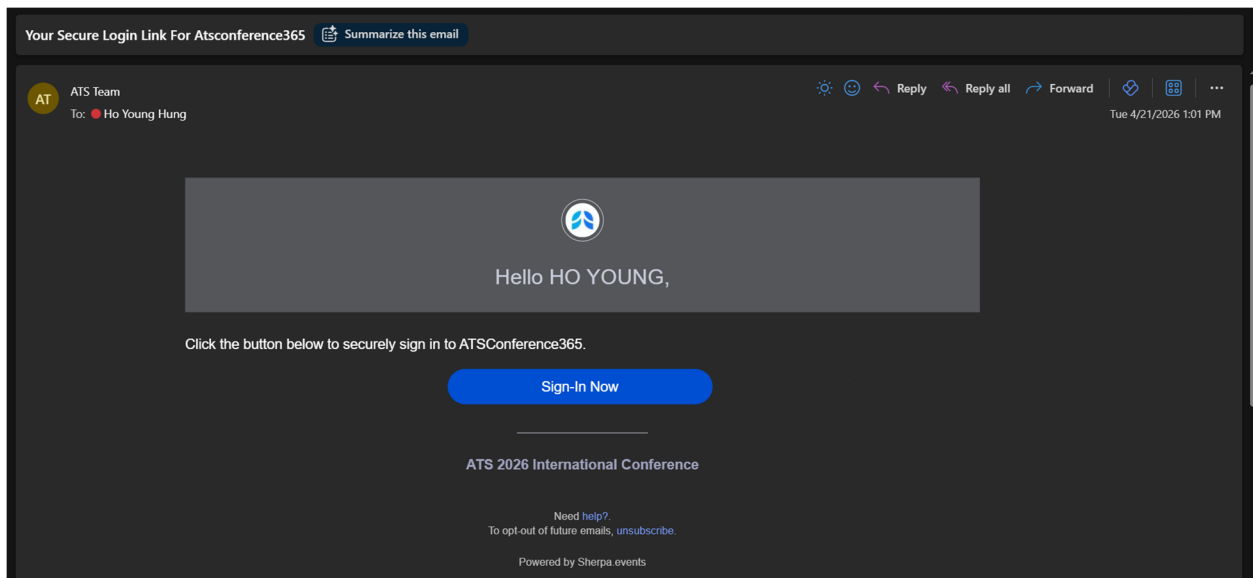 Your Secure Login Link For Atsconference365
Summarize this email
AT
ATS Team
To: Ho Young Hung
Reply
Reply all
Forward
Tue 4/21/2026 1:01 PM
Hello HO YOUNG,
Click the button below to securely sign in to ATSConference365.
Sign-In Now
ATS 2026 International Conference
Need help?.
To opt-out of future emails, unsubscribe.
Powered by Sherpa.events